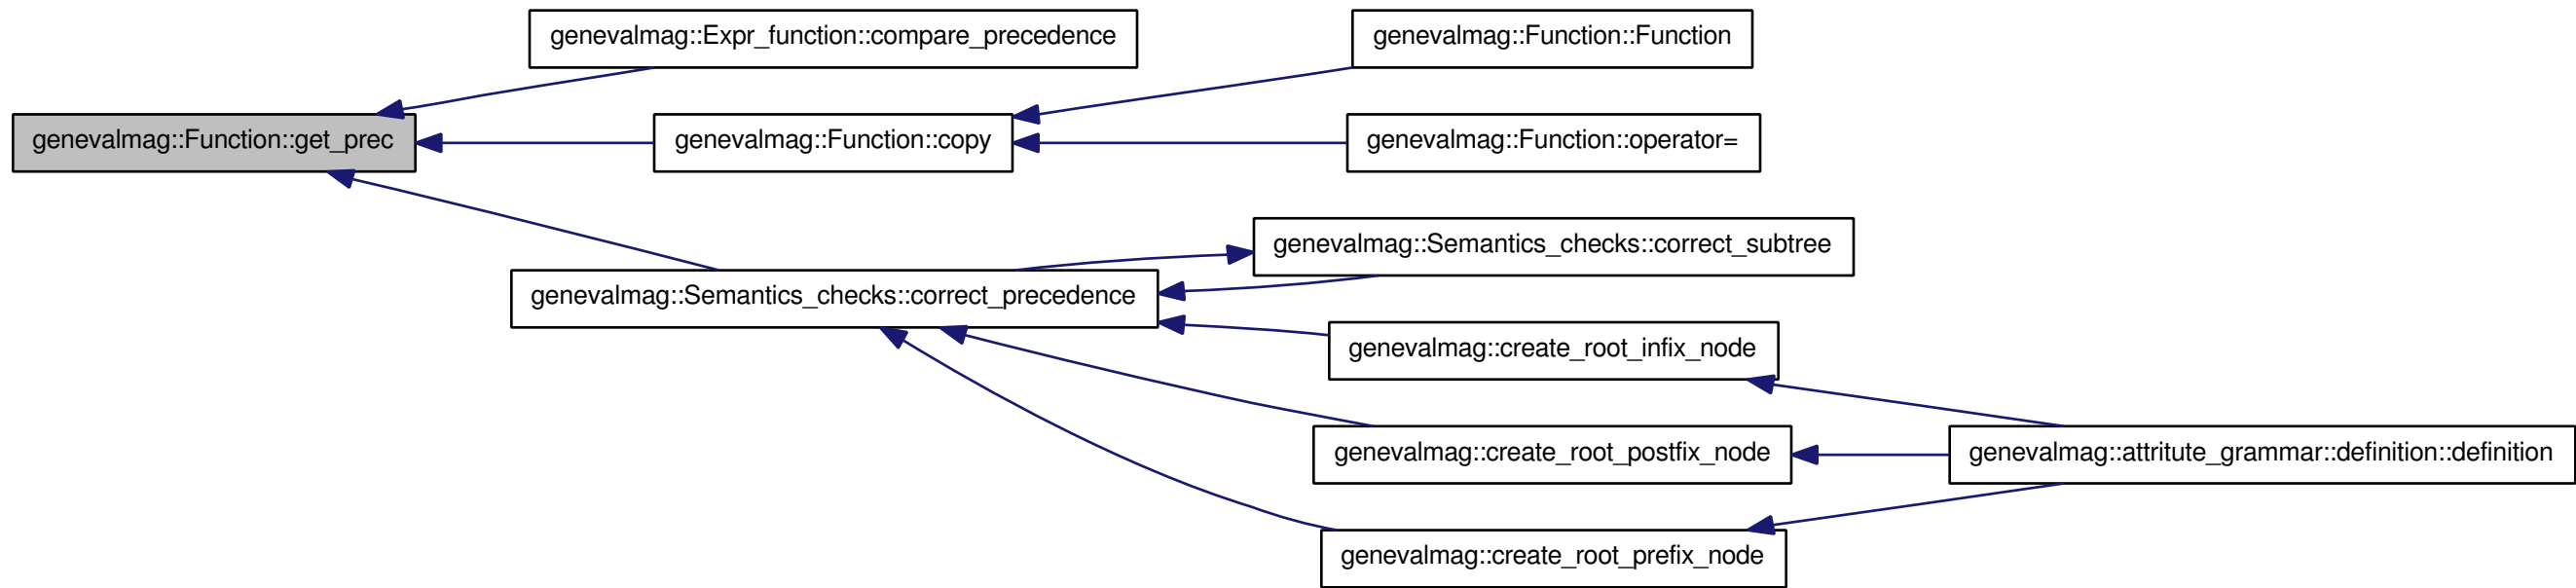 genevalmag::Expr_function::compare_precedence
genevalmag::Function::Function
genevalmag::Function::get_prec
genevalmag::Function::copy
genevalmag::Function::operator=
genevalmag::Semantics_checks::correct_subtree
genevalmag::Semantics_checks::correct_precedence
genevalmag::create_root_infix_node
genevalmag::create_root_postfix_node
genevalmag::attritute_grammar::definition::definition
genevalmag::create_root_prefix_node